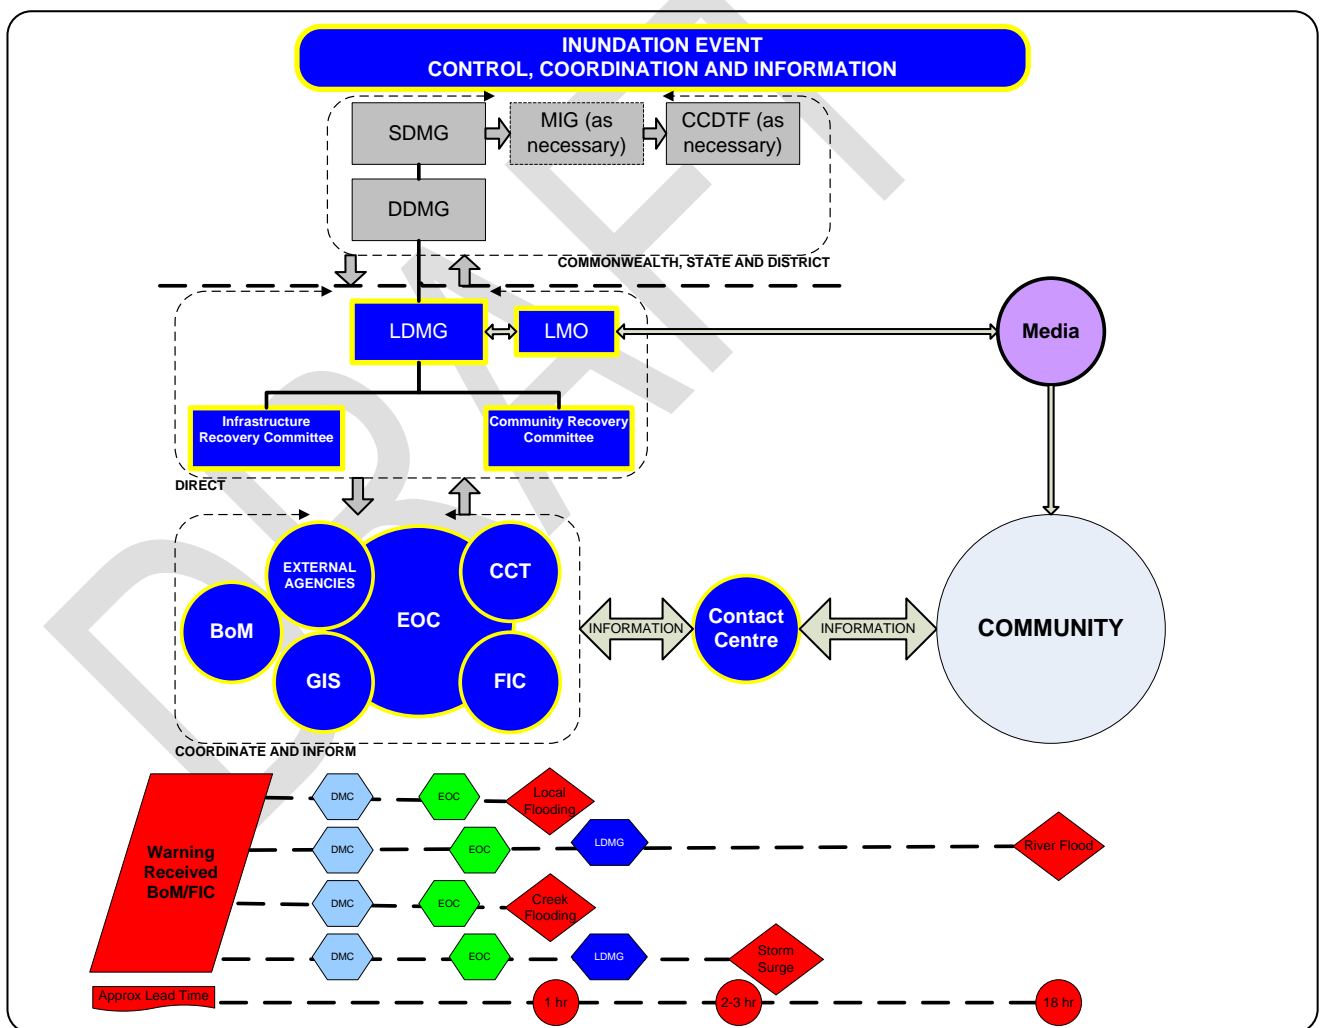 INUNDATION EVENT
CONTROL, COORDINATION AND INFORMATION
SDMG
MIG (as
necessary)
CCDTF (as
necessary)
DDMG
COMMONWEALTH, STATE AND DISTRICT
LDMG
LMO
Media
Infrastructure
Recovery Committee
Community Recovery
Committee
DIRECT
EXTERNAL
AGENCIES
CCT
BoM
EOC
GIS
FIC
INFORMATION
Contact
Centre
INFORMATION
COMMUNITY
COORDINATE AND INFORM
Warning
Received
BoM/FIC
DMC
EOC
Local
Flooding
DMC
EOC
LDMG
River Flood
DMC
EOC
Creek
Flooding
DMC
EOC
LDMG
Storm
Surge
Approx Lead Time
1 hr
2-3 hr
18 hr
DRAFT